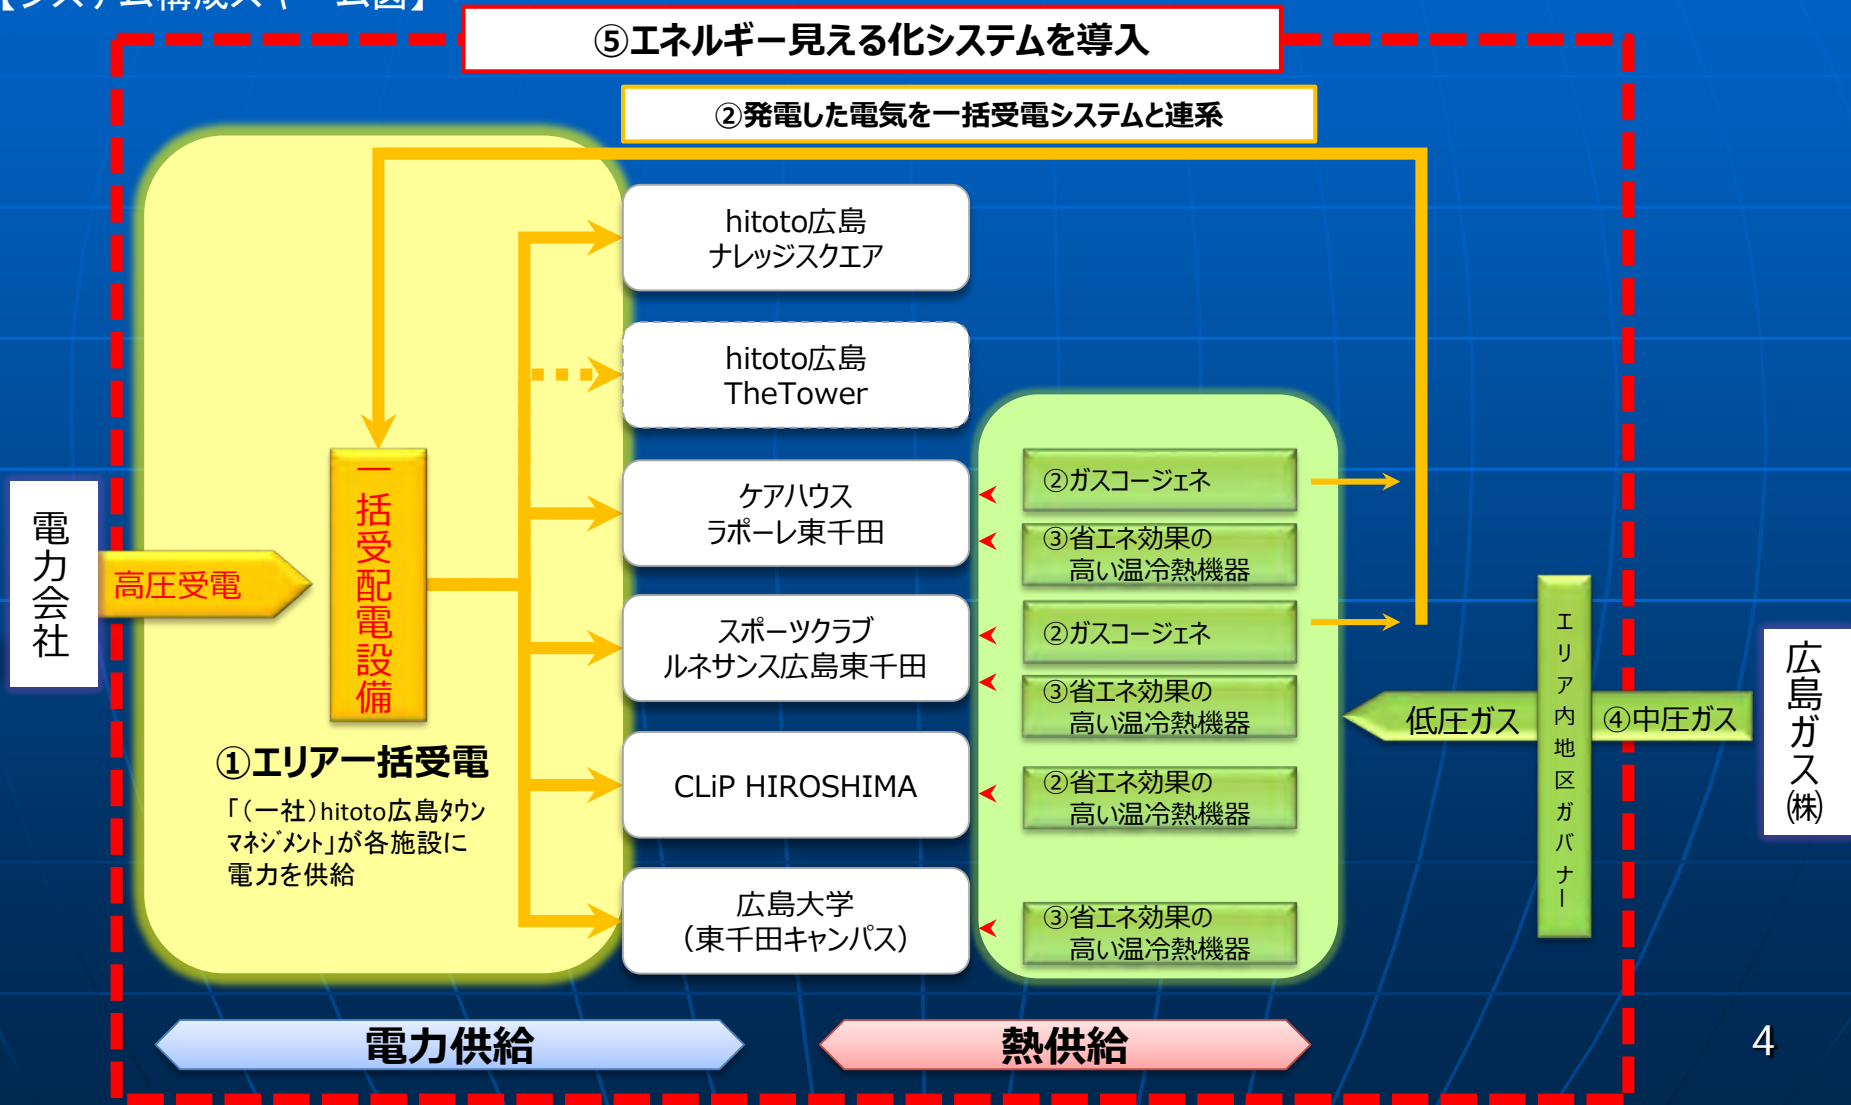 【システム構成スキーム図】
⑤エネルギー見える化システムを導入
②発電した電気を一括受電システムと連系
hitoto広島
ナレッジスクエア
hitoto広島
TheTower
ケアハウス
ラポーレ東千田
スポーツクラブ
ルネサンス広島東千田
CLiP HIROSHIMA
広島大学
（東千田キャンパス）
電力会社
高圧受電
一括受配電設備
①エリア一括受電
「(一社)hitoto広島タウン
マネジメント」が各施設に
電力を供給
②ガスコージェネ
③省エネ効果の
高い温冷熱機器
②ガスコージェネ
③省エネ効果の
高い温冷熱機器
②省エネ効果の
高い温冷熱機器
③省エネ効果の
高い温冷熱機器
低圧ガス
エリア内地区ガバナー
④中圧ガス
広島ガス㈱
電力供給
熱供給
4